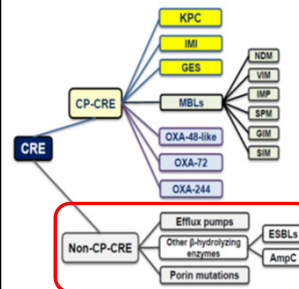 KPC
IMI
GES
CP-CRE
MBLs
NDM
VIM
IMP
SPM
GIM
SIM
OXA-48-like
OXA-72
OXA-244
CRE
Non-CP-CRE
Efflux pumps
Other β-hydrolyzing
enzymes
ESBLs
AmpC
Porin mutations